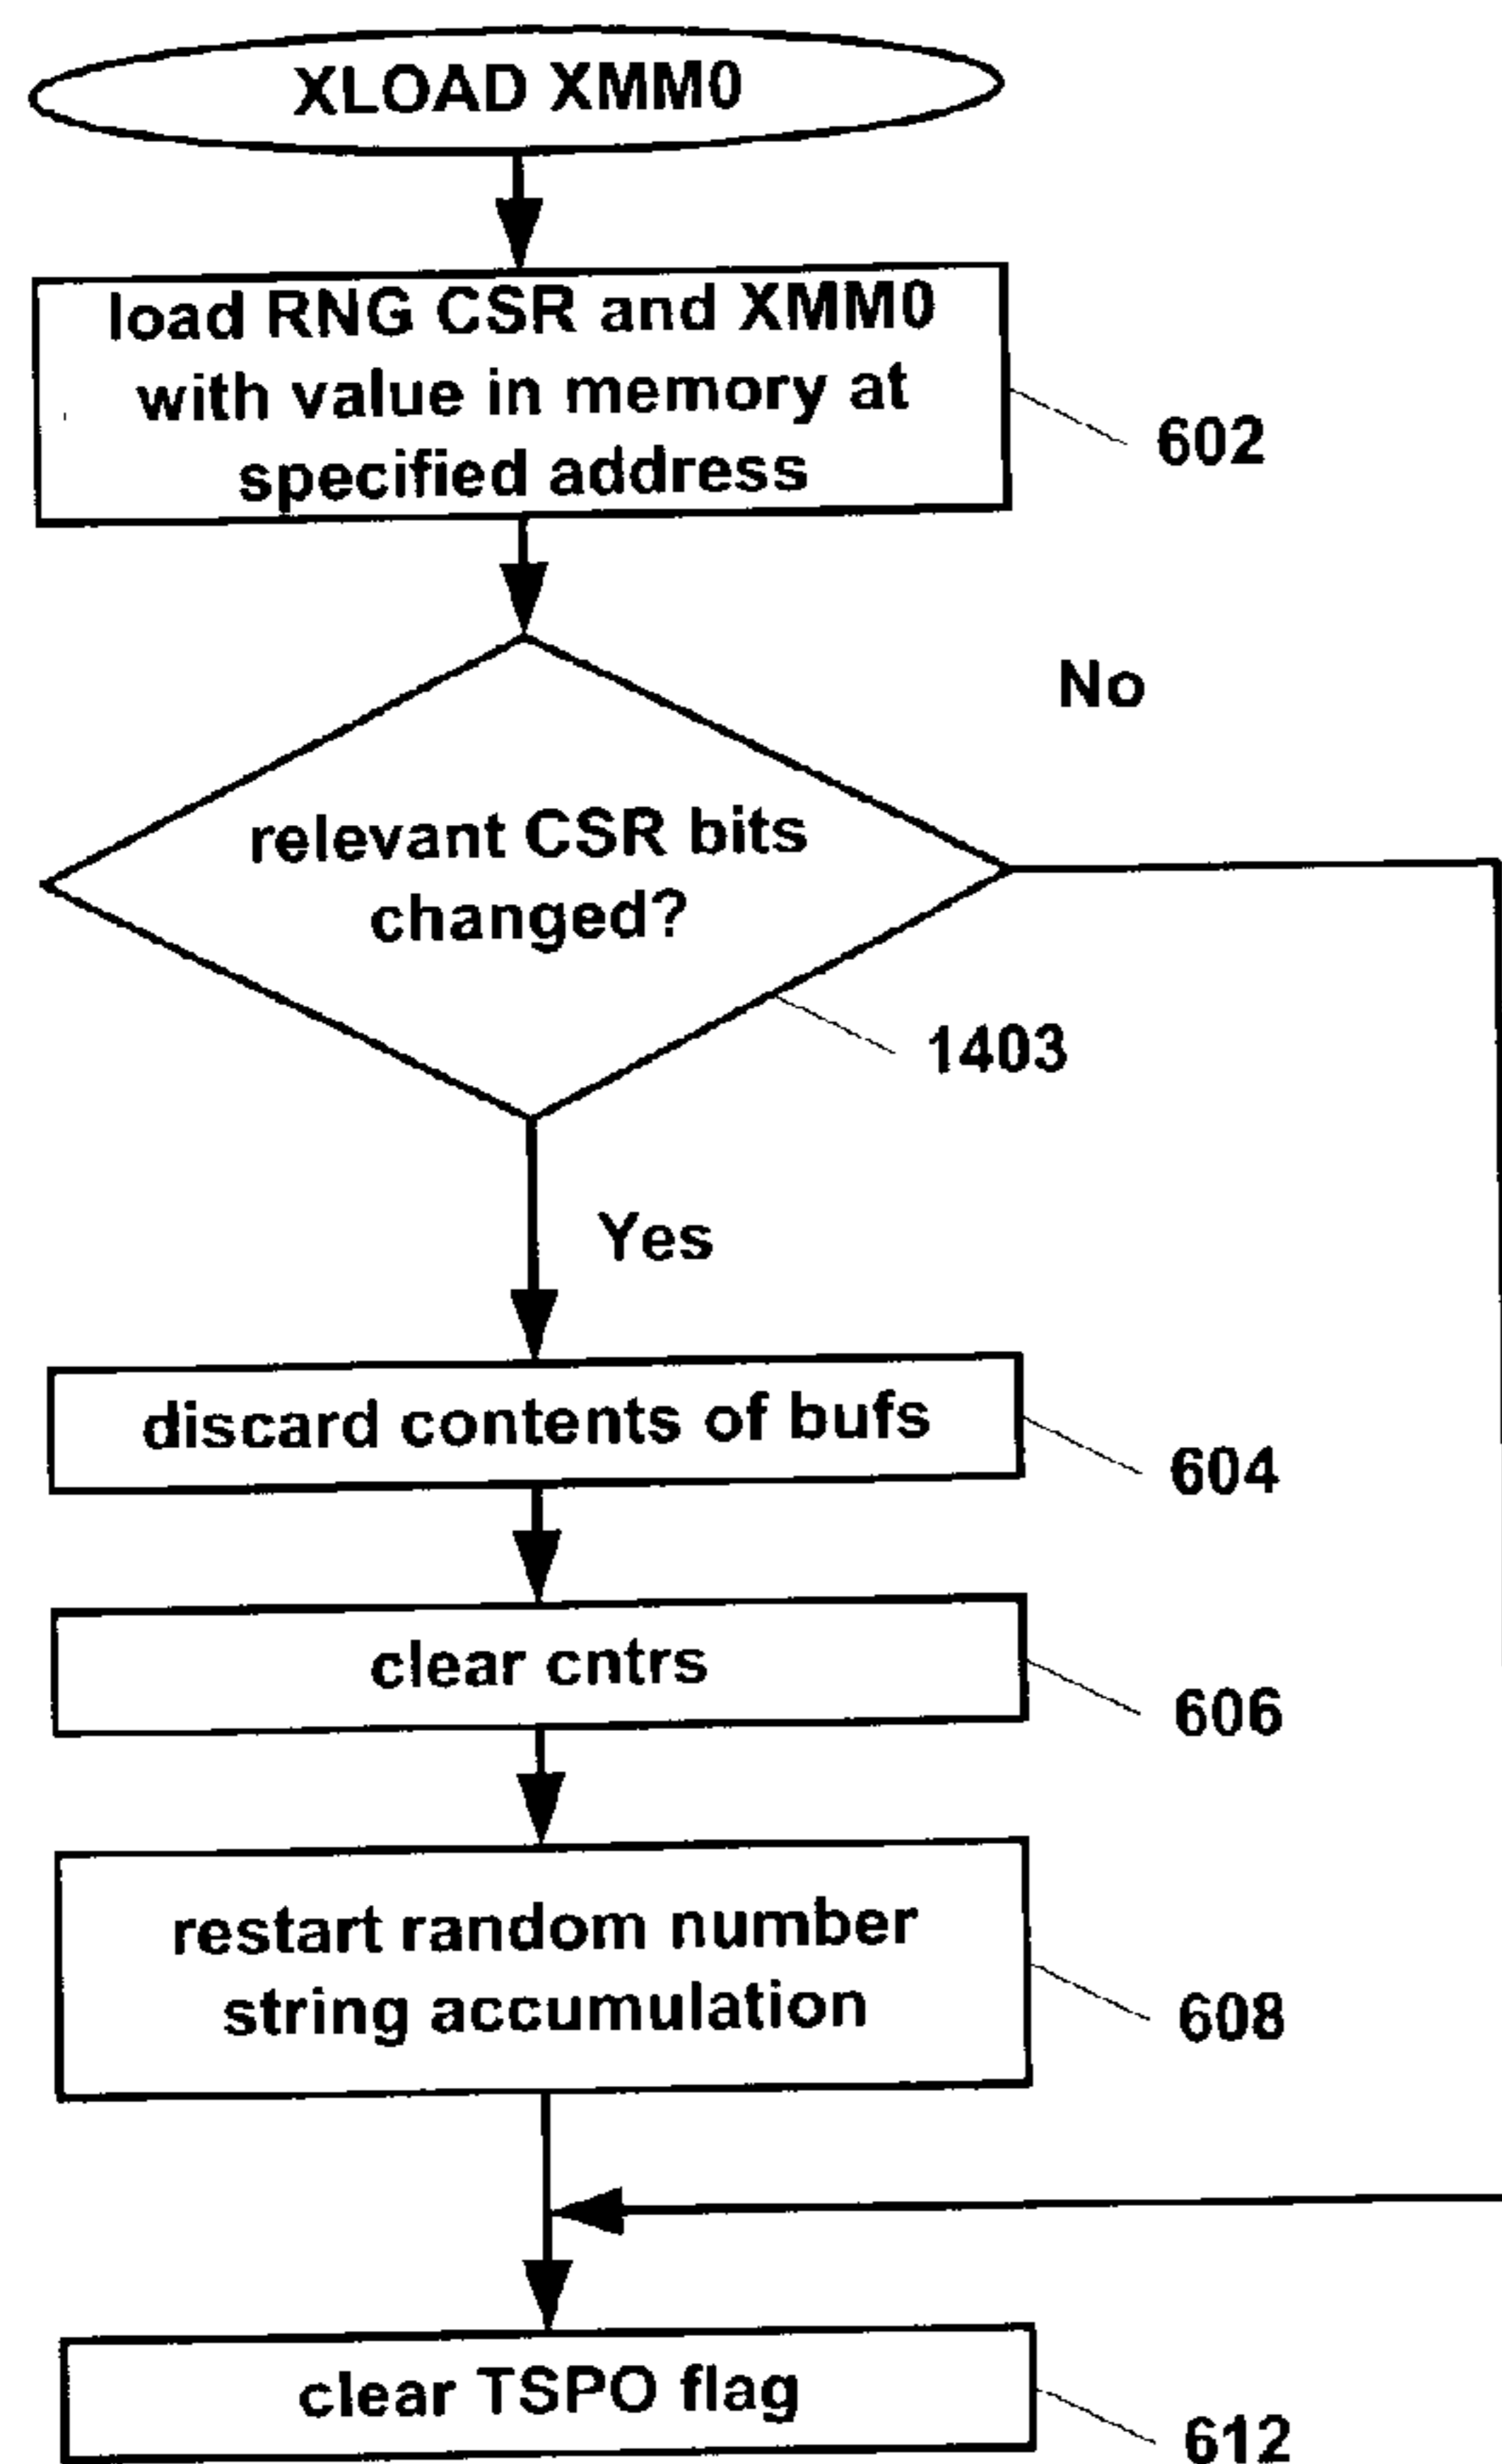 XLOAD XMM0
load RNG CSR and XMM0
with value in memory at
specified address
602
No
relevant CSR bits
changed?
1403
Yes
discard contents of bufs
604
clear cntrs
606
restart random number
string accumulation
608
clear TSPO flag
612